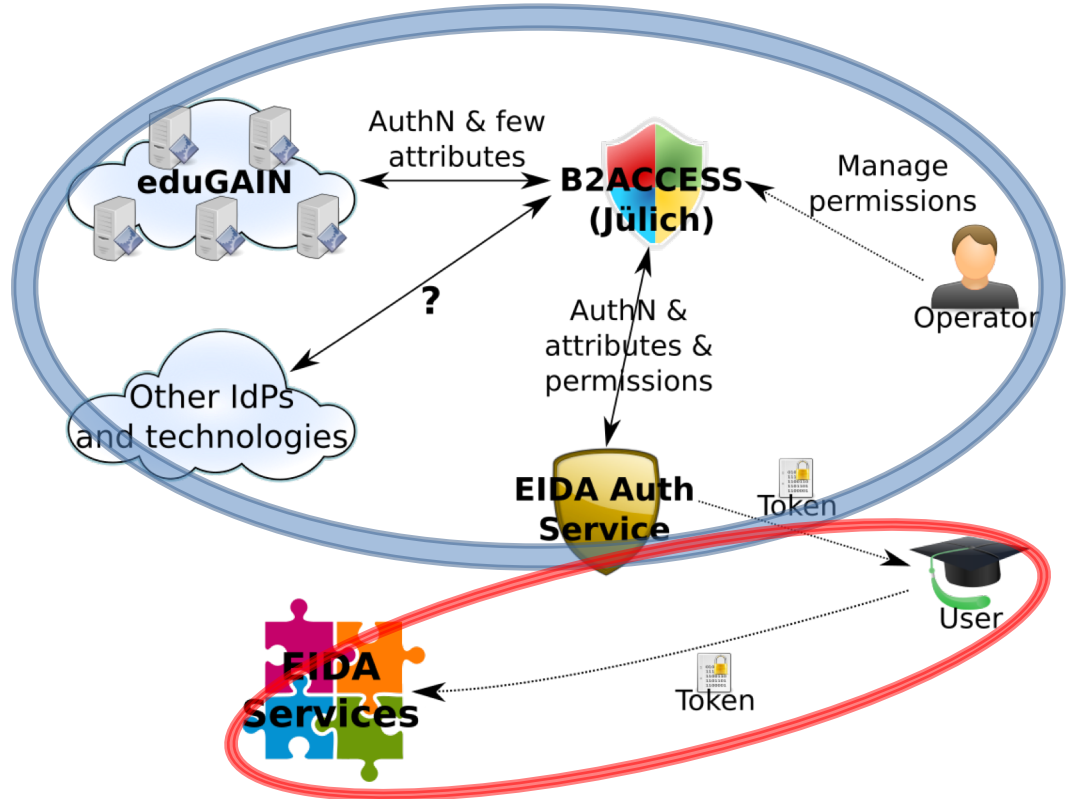 AuthN & few
attributes
eduGAIN
B2ACCESS
(Jülich)
Manage
permissions
?
Operator
AuthN &
attributes &
permissions
Other IdPs
and technologies
EIDA Auth
Service
Token
User
EIDA
Services
Token